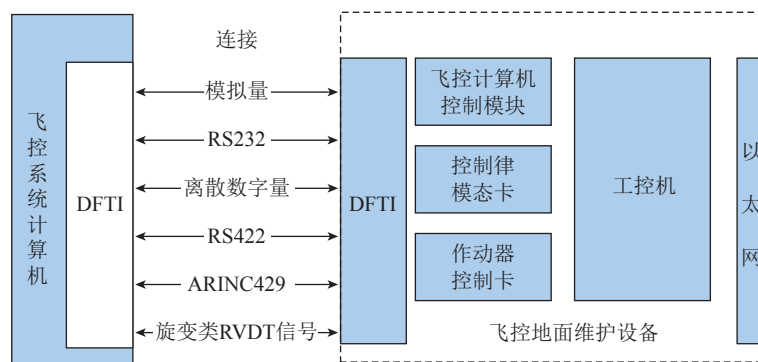 连接
飞控系统计算机
DFTI
模拟量
RS232
离散数字量
RS422
ARINC429
旋变类RVDT信号
DFTI
飞控计算机
控制模块
控制律
模态卡
作动器
控制卡
工控机
以太网
飞控地面维护设备